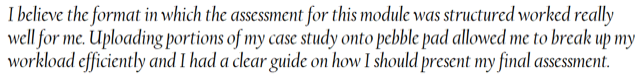 I believe the format in which the assessment for this module was structured worked really
well for me. Uploading portions of my case study onto pebble pad allowed me to break up my
workload efficiently and I had a clear guide on how I should present my final assessment.